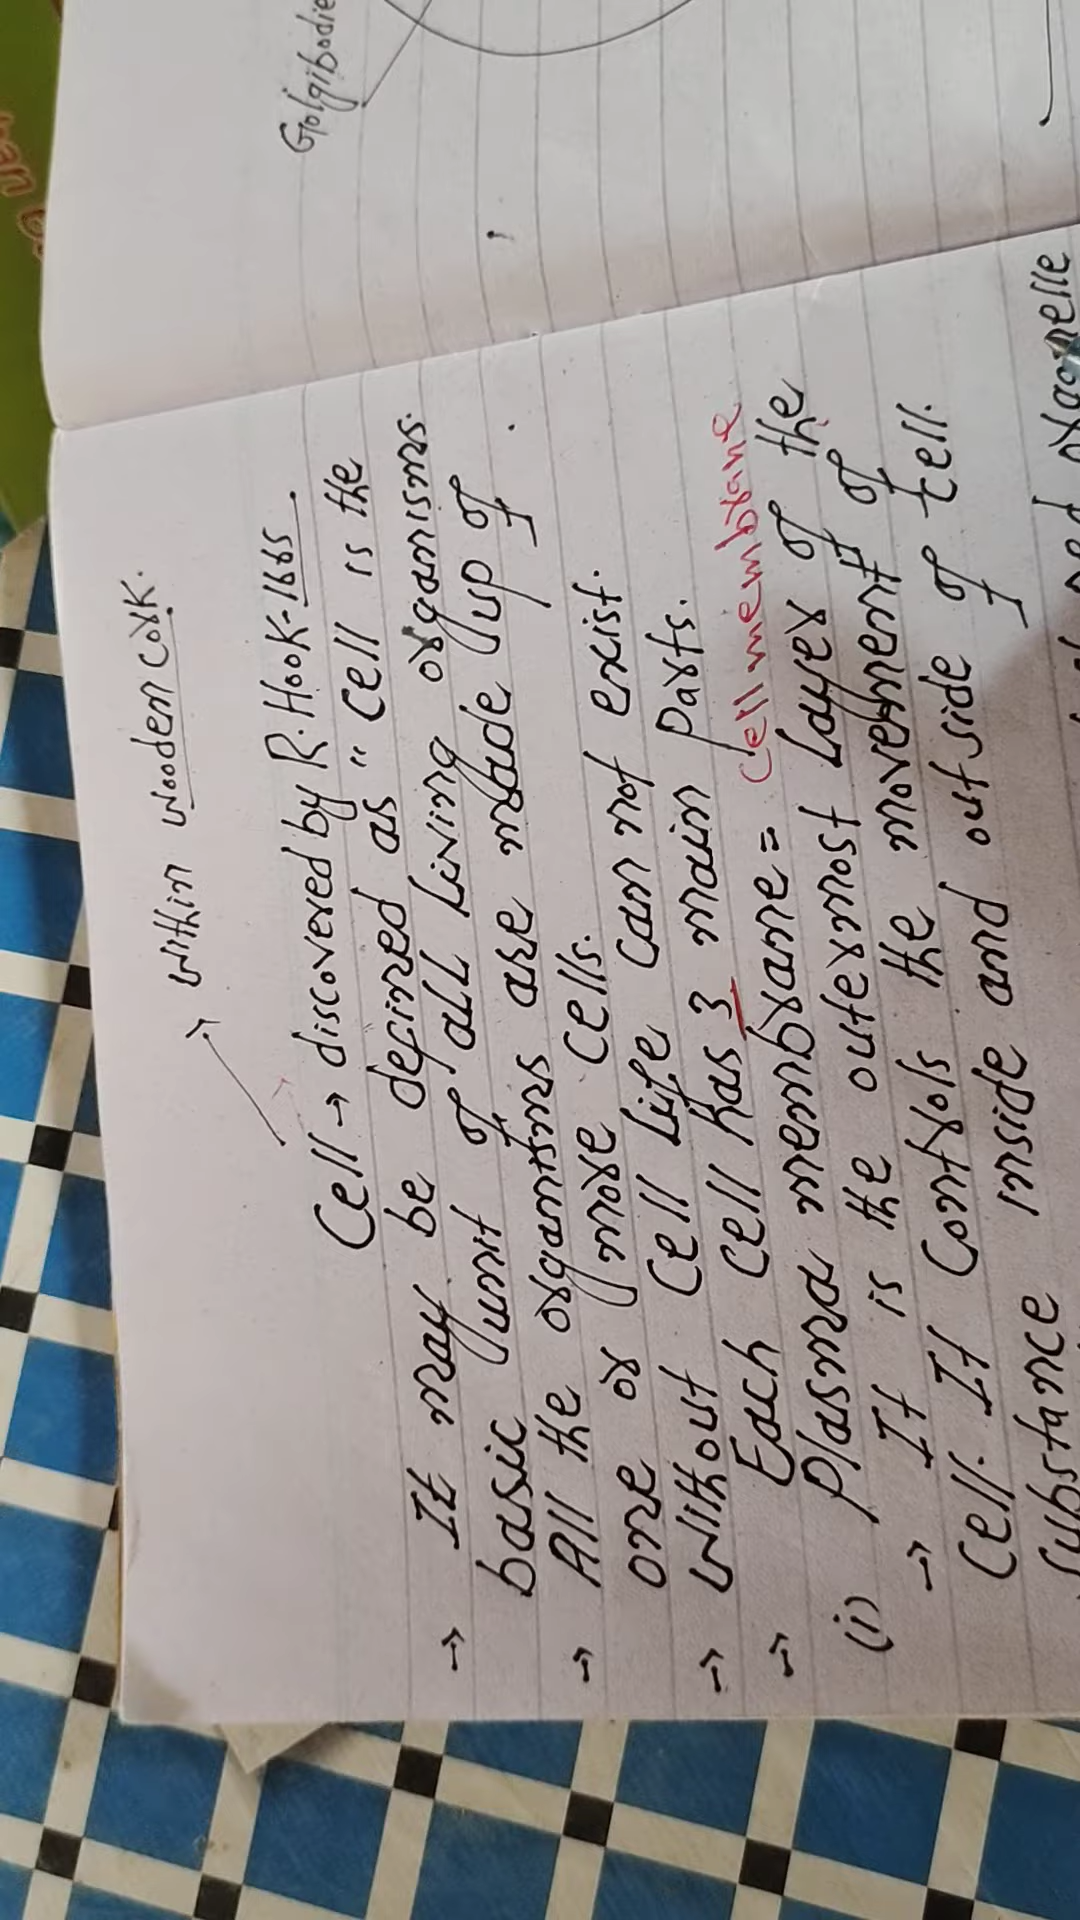 → within wooden cork.
Cell → discovered by R. Hook-1665.
→ It may be defined as "cell is the
basic unit of all living organisms.
→ All the organisms are made up of
one or more cells.
→ without cell life can not exist.
→ Each cell has 3 main parts.
(i) Plasma membrane = cell membrane
→ It is the outermost layer of the
cell. It controls the movement of the
substance inside and outside of cell.
Golgibodie